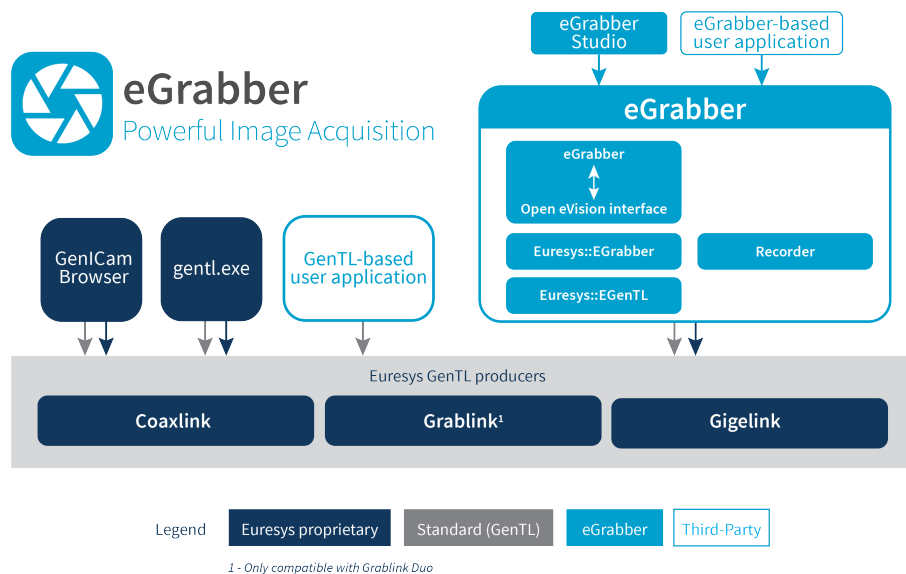 eGrabber
Studio
eGrabber-based
user application
eGrabber
Powerful Image Acquisition
eGrabber
eGrabber
Open eVision interface
Euresys::EGrabber
Recorder
Euresys::EGenTL
GenICam
Browser
gentl.exe
GenTL-based
user application
Euresys GenTL producers
Coaxlink
Grablink¹
Gigelink
Legend
Euresys proprietary
Standard (GenTL)
eGrabber
Third-Party
1 - Only compatible with Grablink Duo